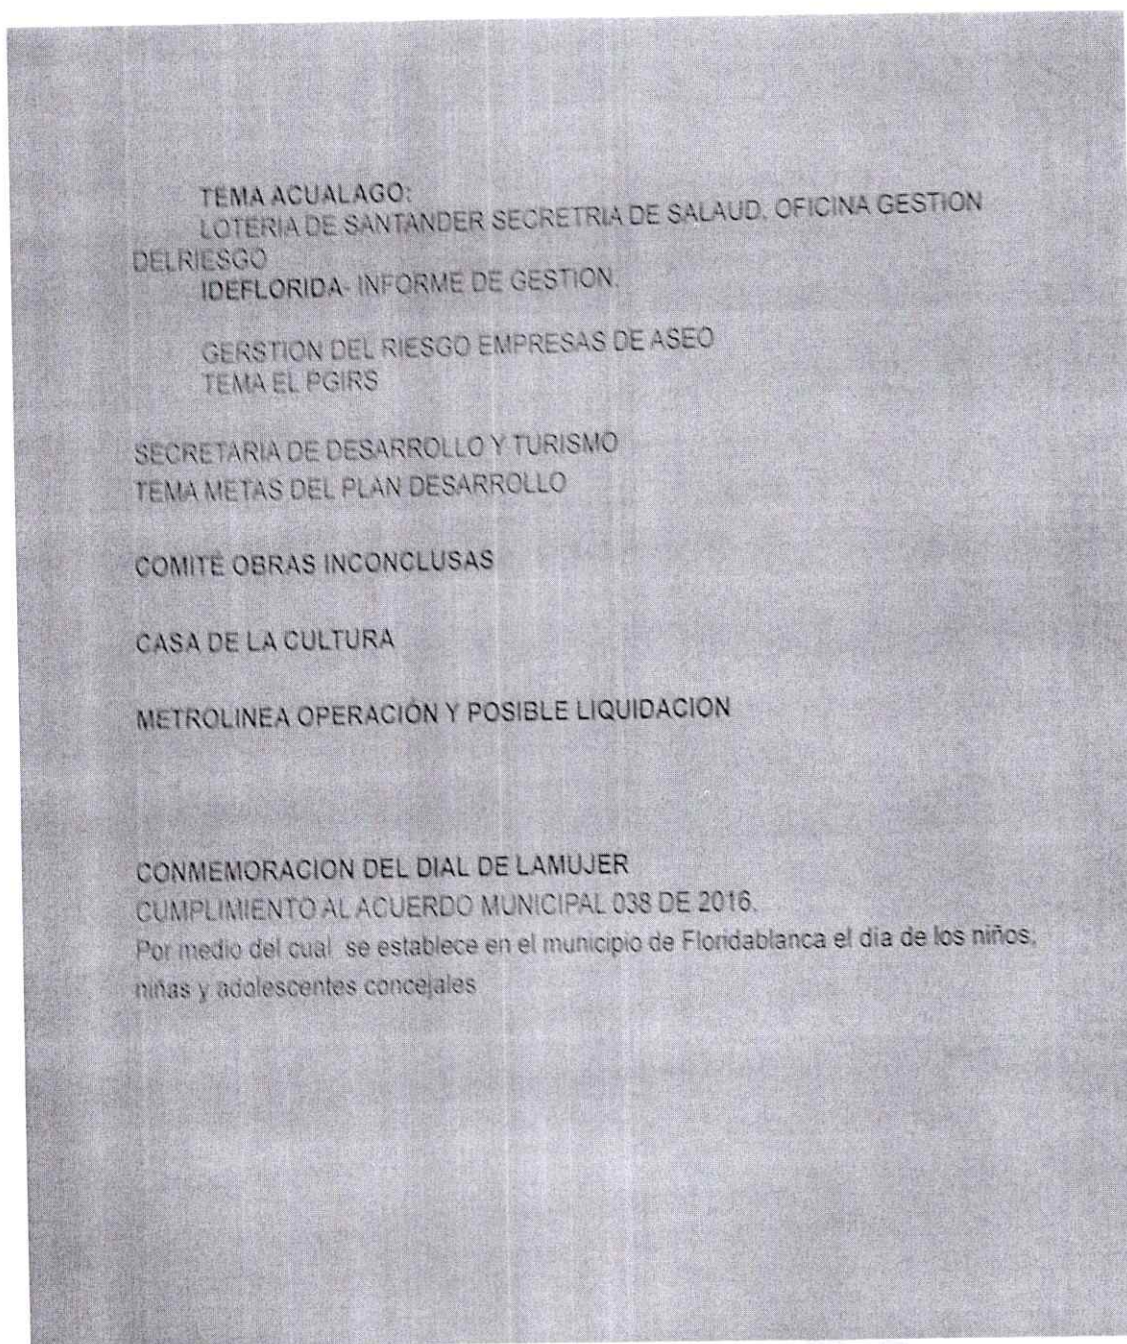 TEMA ACUALAGO:
LOTERIA DE SANTANDER SECRETRIA DE SALAUD. OFICINA GESTION
DELRIESGO
IDEFLORIDA- INFORME DE GESTION.
GERSTION DEL RIESGO EMPRESAS DE ASEO
TEMA EL PGIRS
SECRETARIA DE DESARROLLO Y TURISMO
TEMA METAS DEL PLAN DESARROLLO
COMITÉ OBRAS INCONCLUSAS
CASA DE LA CULTURA
METROLINEA OPERACIÓN Y POSIBLE LIQUIDACION
CONMEMORACION DEL DIAL DE LAMUJER
CUMPLIMIENTO AL ACUERDO MUNICIPAL 038 DE 2016.
Por medio del cual se establece en el municipio de Floridablanca el día de los niños,
niñas y adolescentes concejales